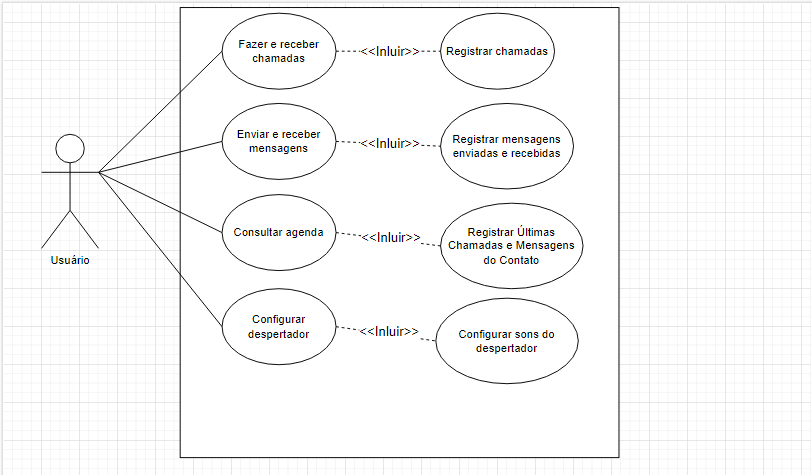 Fazer e receber
chamadas
<<Inluir>>
Registrar chamadas
Enviar e receber
mensagens
<<Inluir>>
Registrar mensagens
enviadas e recebidas
Consultar agenda
<<Inluir>>
Registrar Últimas
Chamadas e Mensagens
do Contato
Usuário
Configurar
despertador
<<Inluir>>
Configurar sons do
despertador